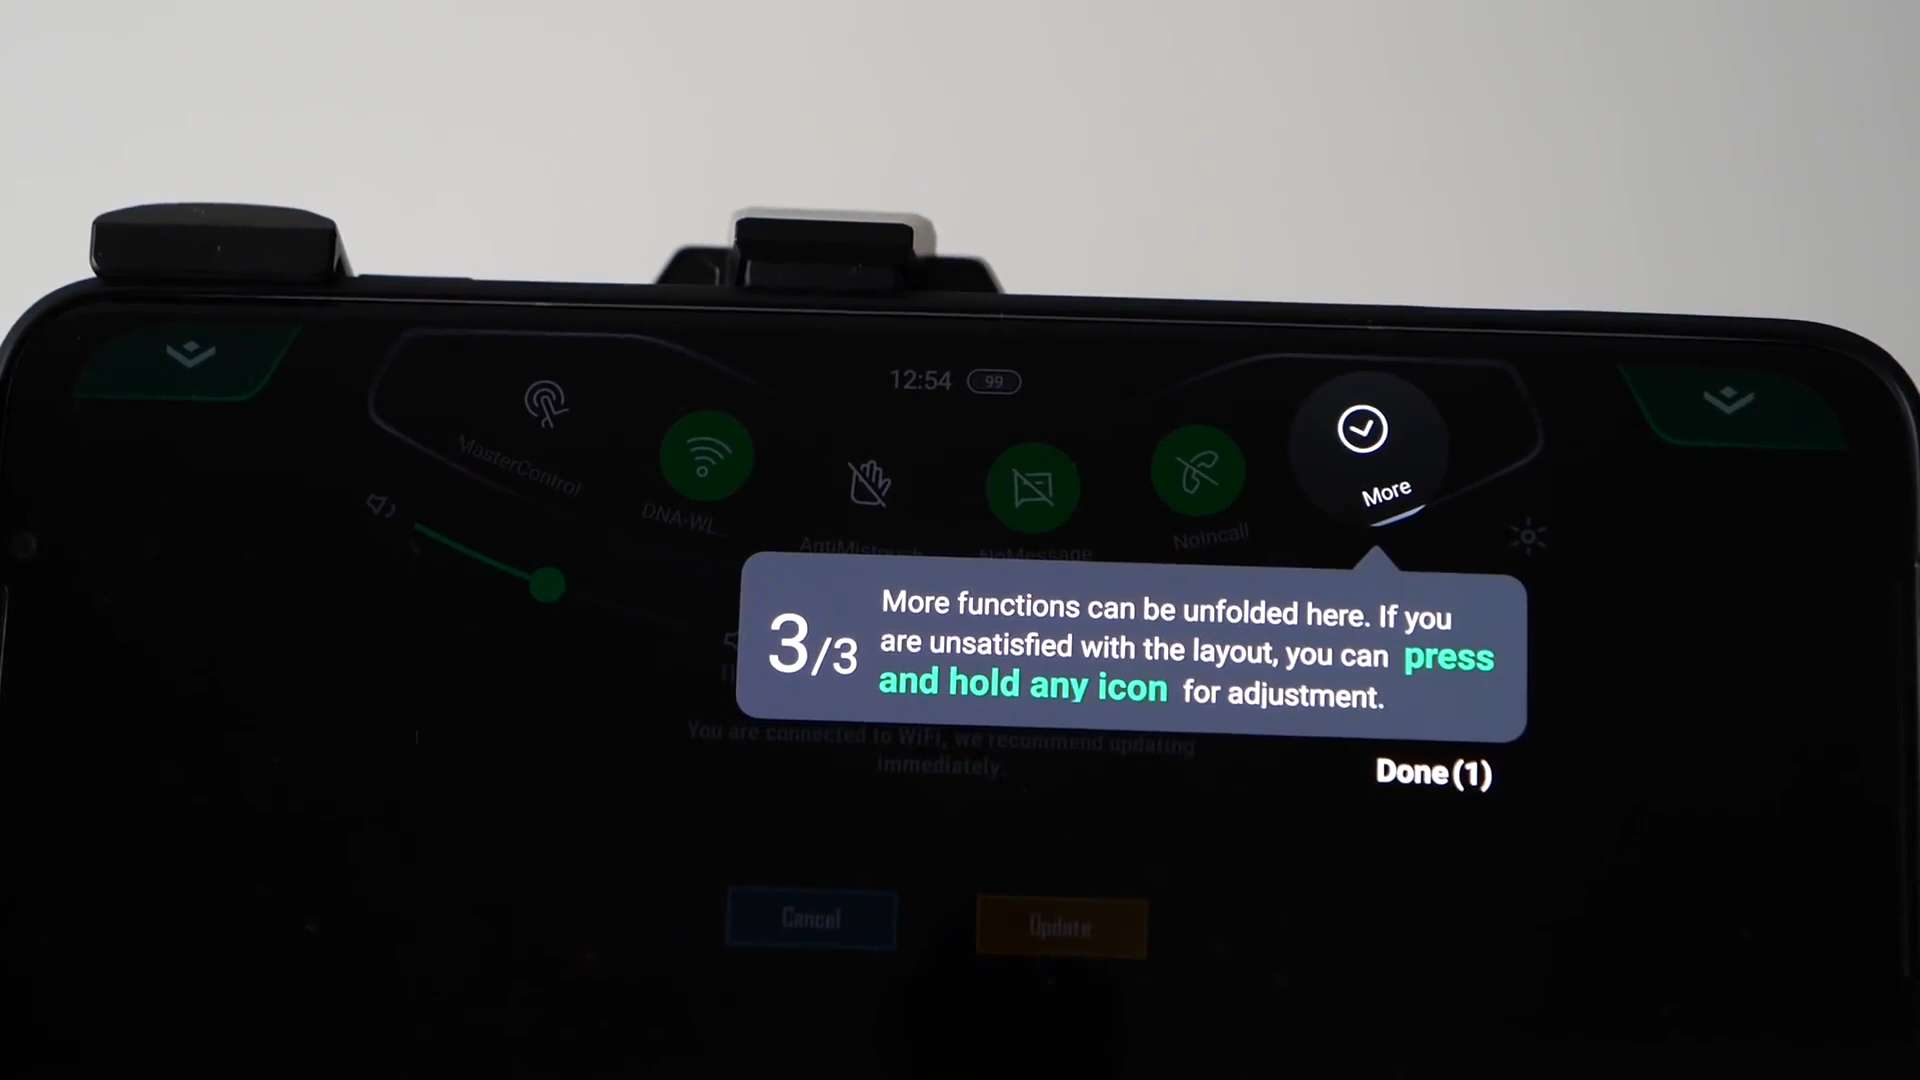 12:54
99
MasterControl
DNA-WL...
AntiMistouch
NoMessage
NoIncall
More
3/3
More functions can be unfolded here. If you
are unsatisfied with the layout, you can press
and hold any icon for adjustment.
You are connected to WiFi, we recommend updating
immediately.
Done(1)
Cancel
Update